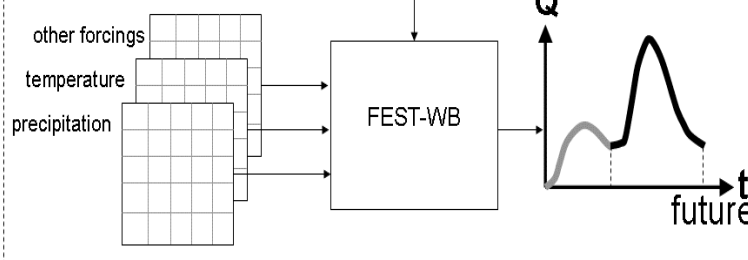 Q
other forcings
temperature
precipitation
FEST-WB
t
future